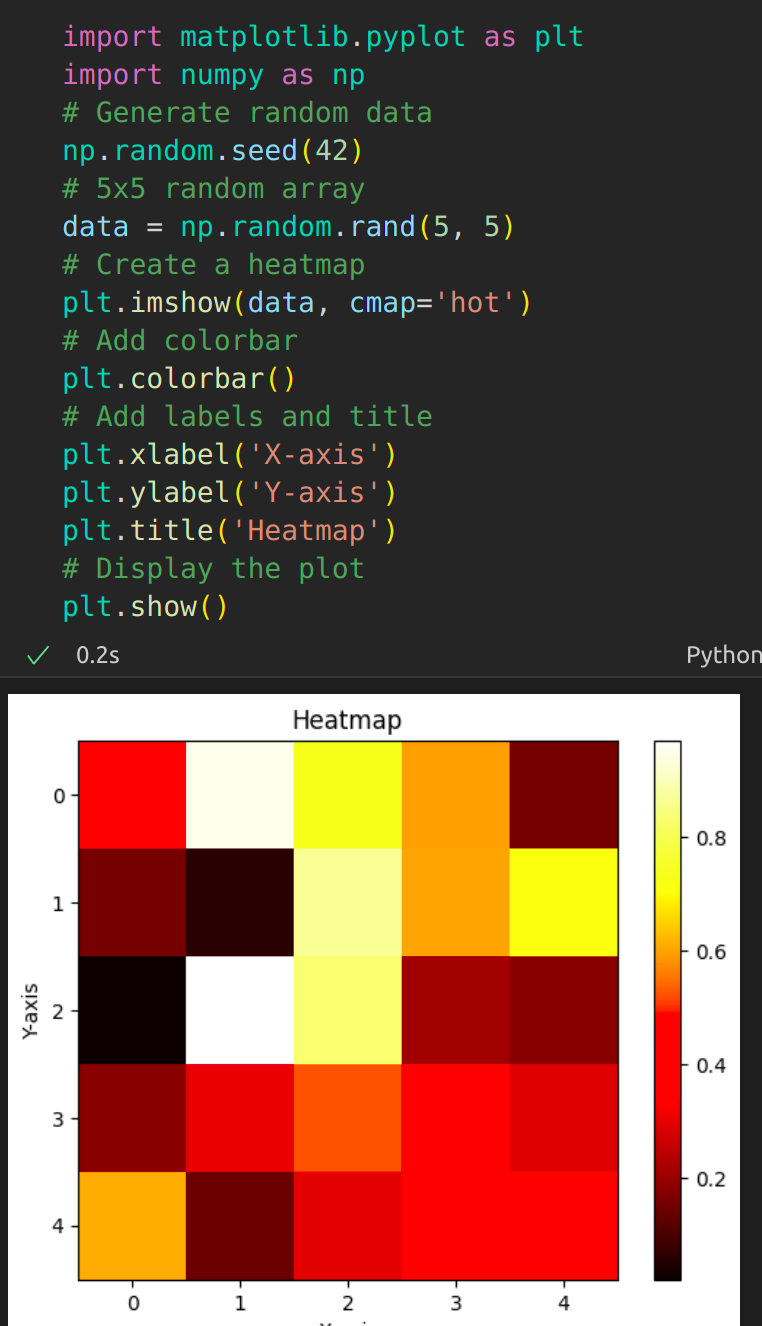 import matplotlib.pyplot as plt
import numpy as np
# Generate random data
np.random.seed(42)
# 5x5 random array
data = np.random.rand(5, 5)
# Create a heatmap
plt.imshow(data, cmap='hot')
# Add colorbar
plt.colorbar()
# Add labels and title
plt.xlabel('X-axis')
plt.ylabel('Y-axis')
plt.title('Heatmap')
# Display the plot
plt.show()
0.2s Python
Heatmap
0
1
2
3
4
Y-axis
0.8
0.6
0.4
0.2
0 1 2 3 4